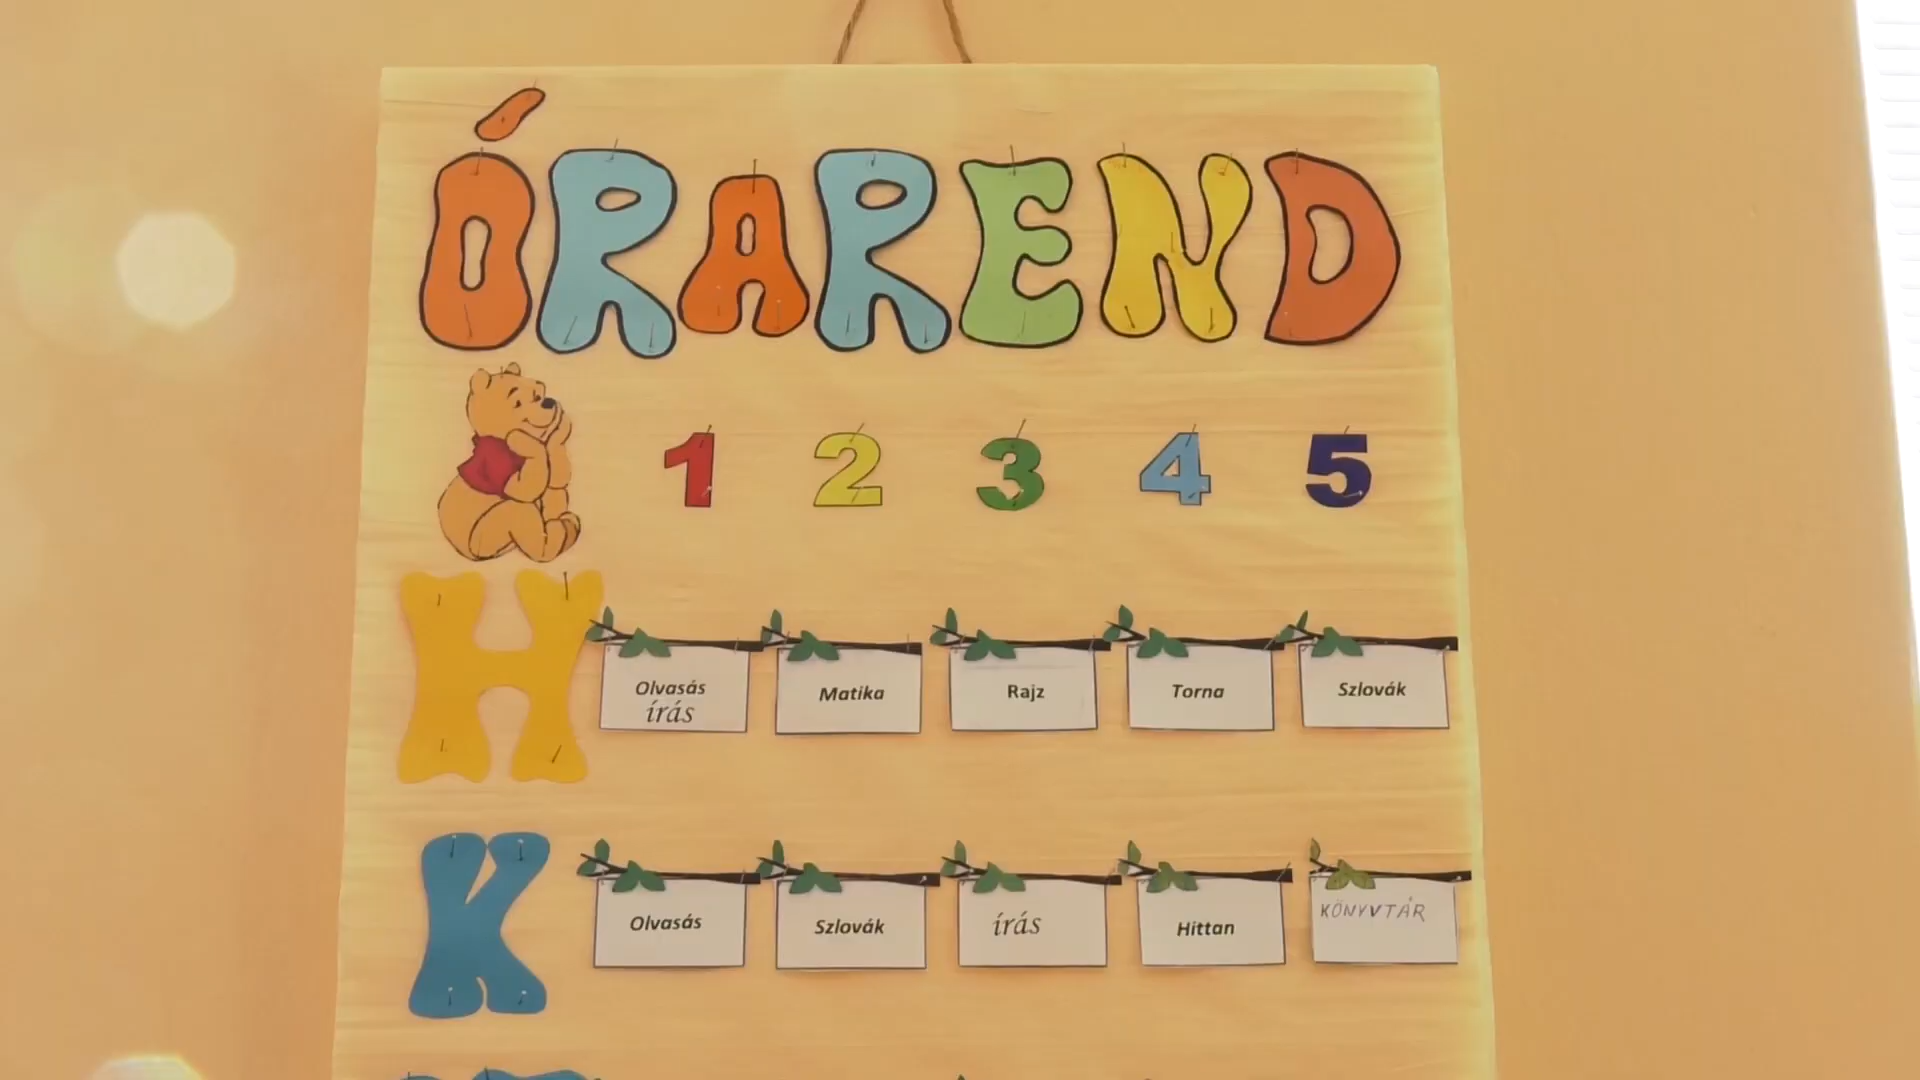 ÓRAREND
1 2 3 4 5
H
Olvasás
írás
Matika
Rajz
Torna
Szlovák
K
Olvasás
Szlovák
írás
Hittan
KÖNYVTÁR